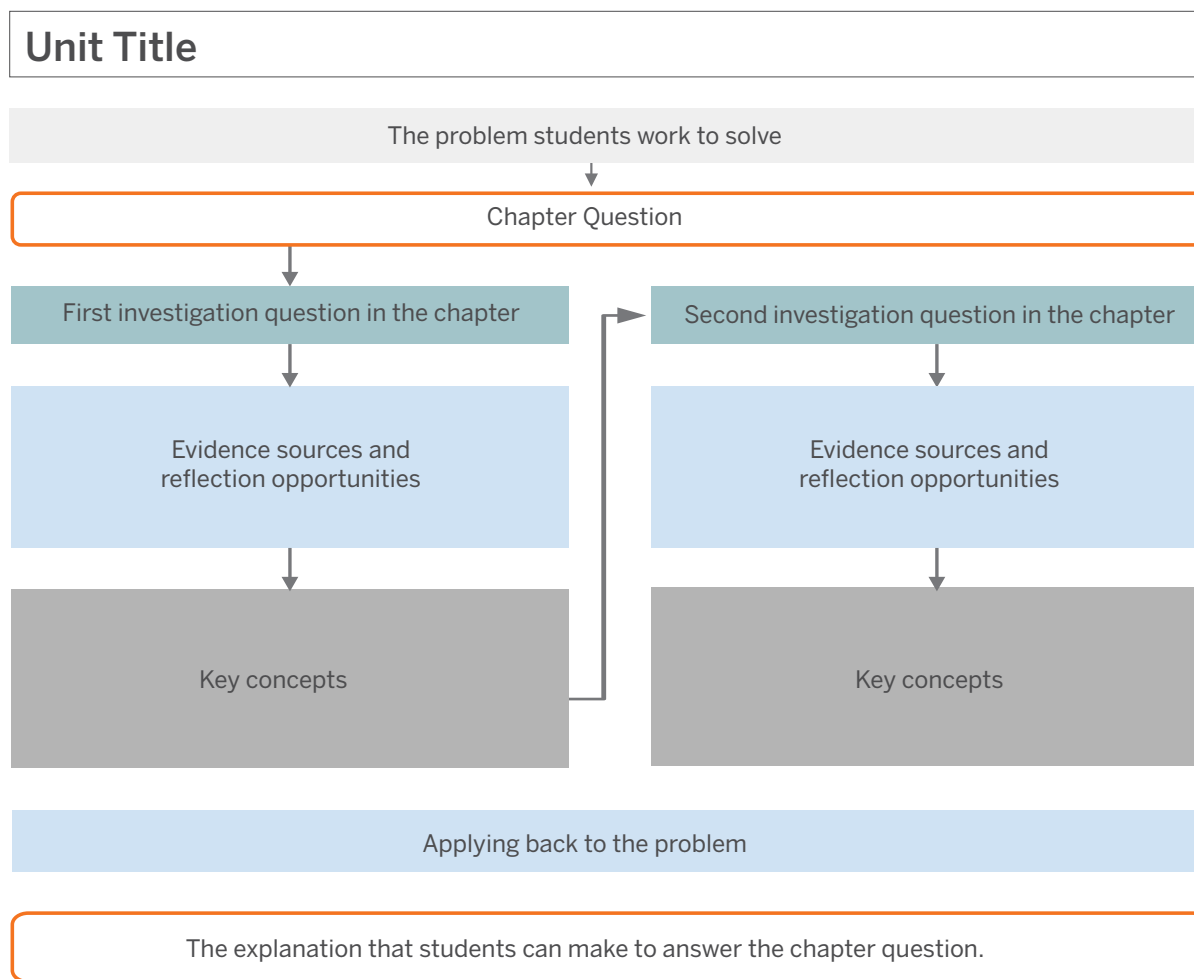 Unit Title
The problem students work to solve
Chapter Question
First investigation question in the chapter
Evidence sources and
reflection opportunities
Key concepts
Second investigation question in the chapter
Evidence sources and
reflection opportunities
Key concepts
Applying back to the problem
The explanation that students can make to answer the chapter question.